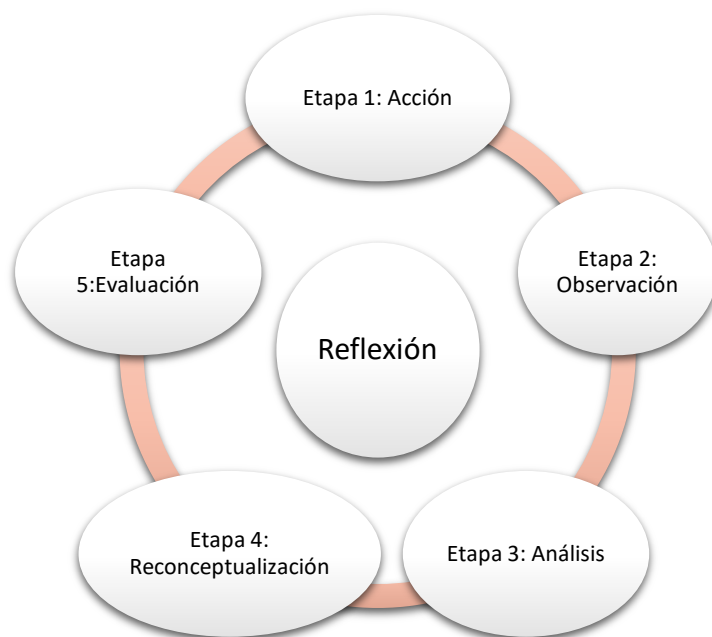 Etapa 1: Acción
Etapa 2:
Observación
Etapa 3: Análisis
Etapa 4:
Reconceptualización
Etapa
5:Evaluación
Reflexión